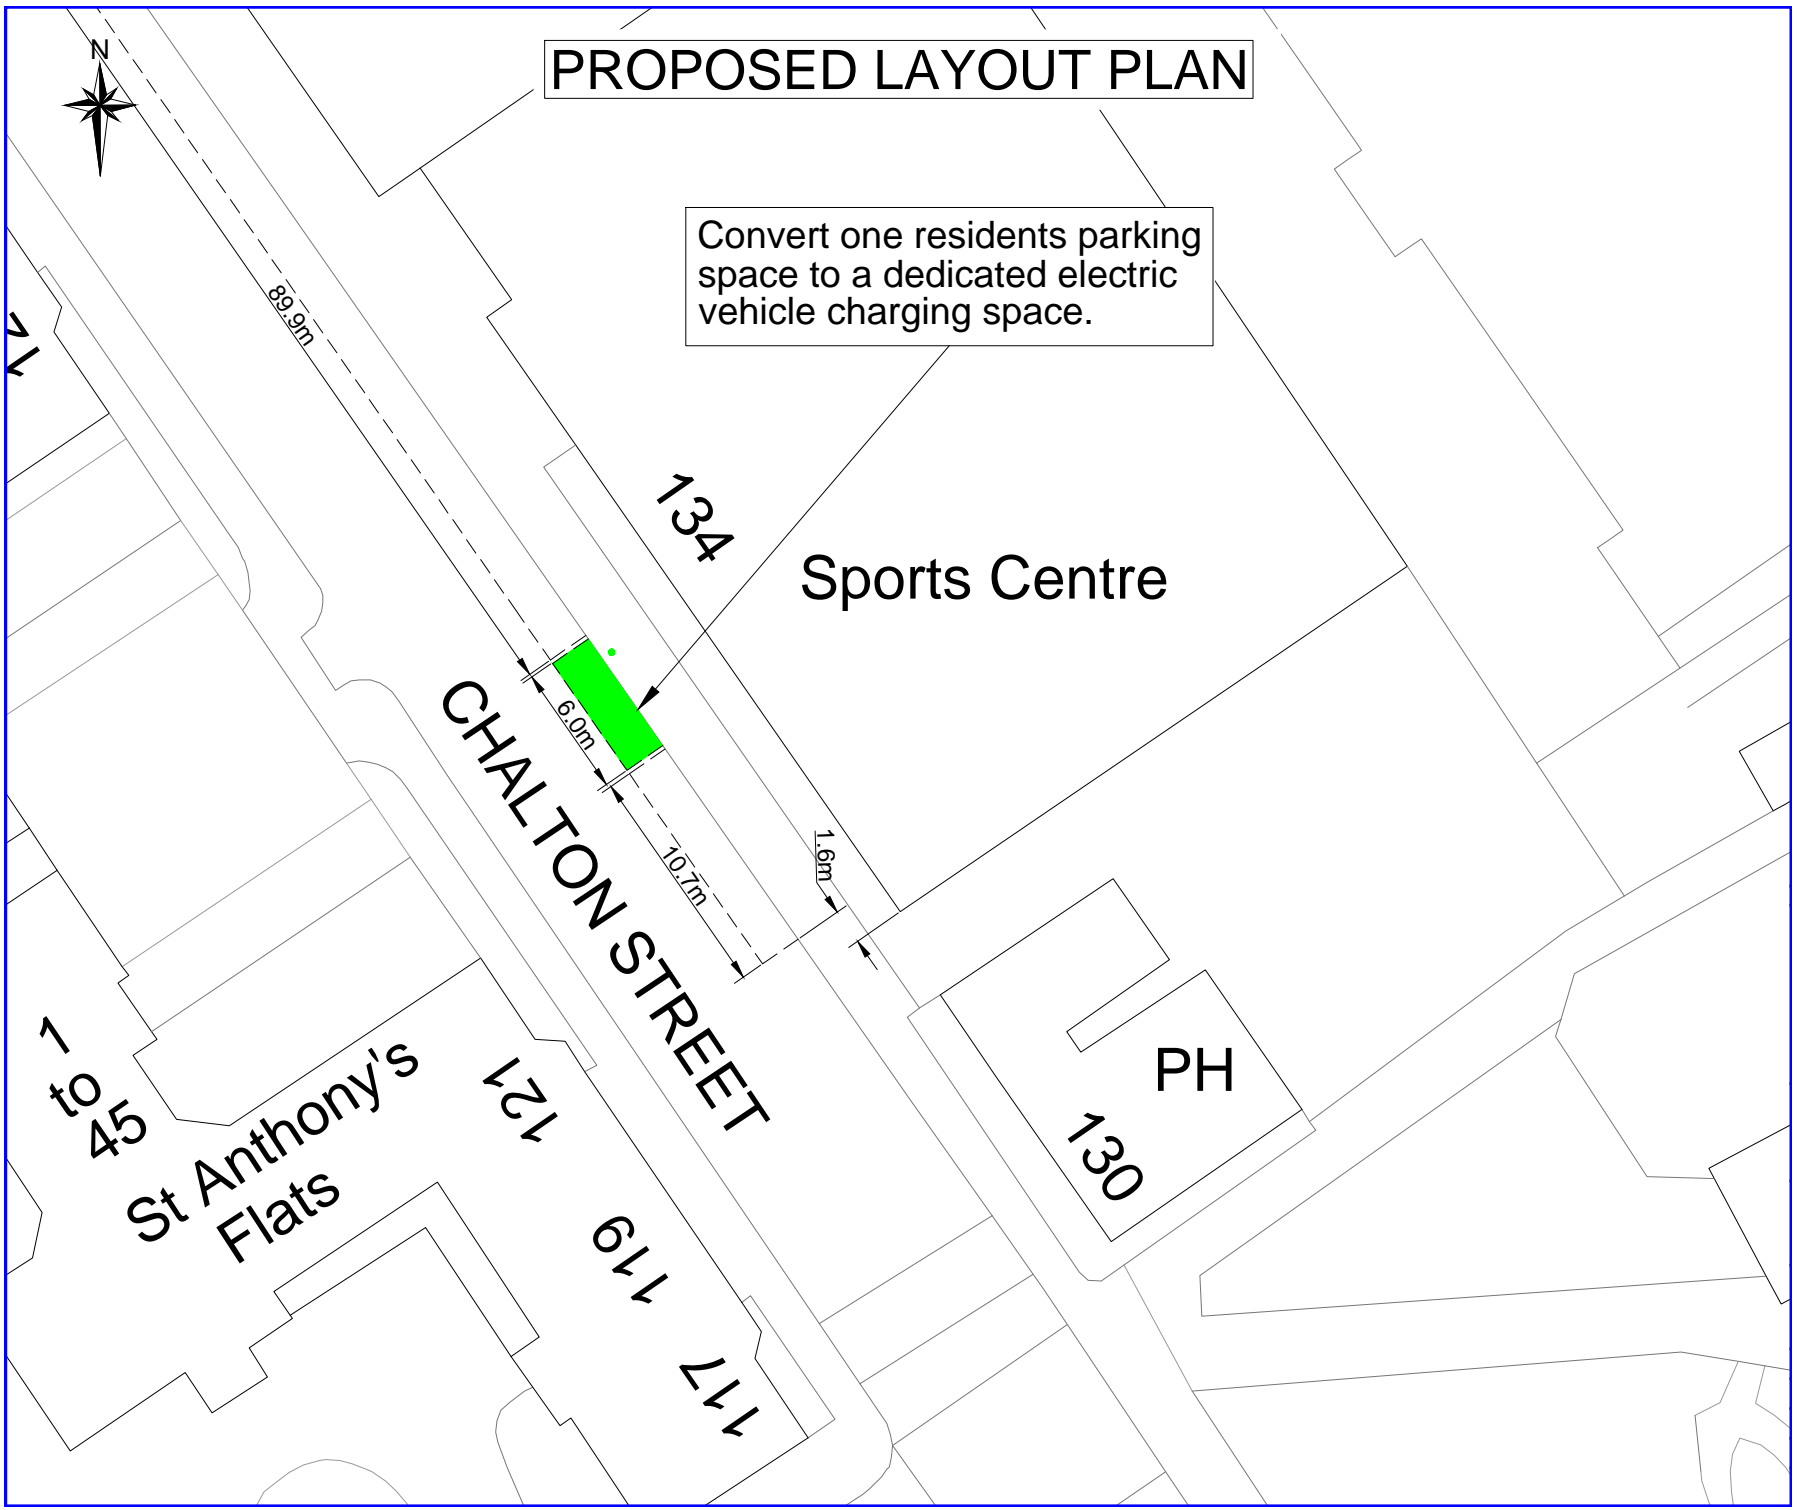 PROPOSED LAYOUT PLAN
N
Convert one residents parking
space to a dedicated electric
vehicle charging space.
89.9m
134
Sports Centre
6.0m
CHALTON STREET
10.7m
1.6m
1
to
45
St Anthony's
Flats
121
119
117
PH
130